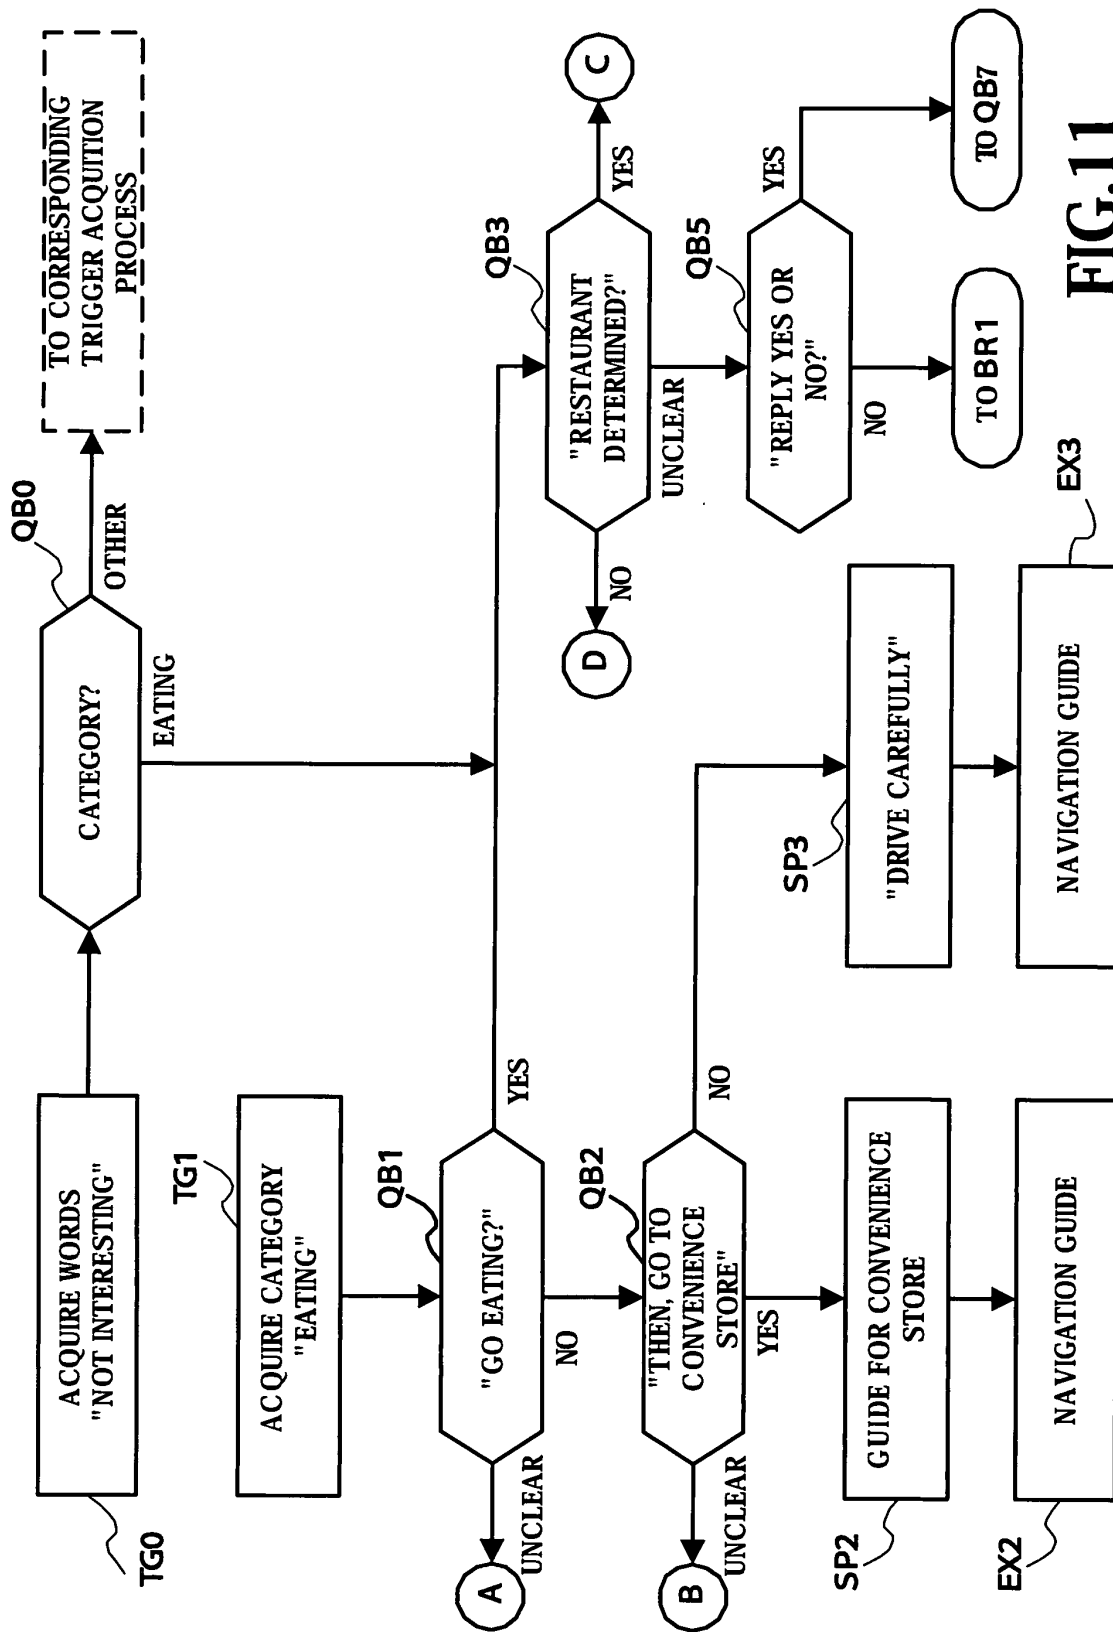 TG0
ACQUIRE WORDS
"NOT INTERESTING"
QB0
CATEGORY?
OTHER
TO CORRESPONDING
TRIGGER ACQUITION
PROCESS
EATING
TG1
ACQUIRE CATEGORY
"EATING"
QB1
"GO EATING?"
YES
NO
UNCLEAR
A
QB2
"THEN, GO TO
CONVENIENCE
STORE"
NO
YES
UNCLEAR
B
SP2
GUIDE FOR CONVENIENCE
STORE
EX2
NAVIGATION GUIDE
SP3
"DRIVE CAREFULLY"
EX3
NAVIGATION GUIDE
QB3
"RESTAURANT
DETERMINED?"
YES
C
NO
D
UNCLEAR
QB5
"REPLY YES OR
NO?"
YES
NO
TO BR1
TO QB7
FIG.11